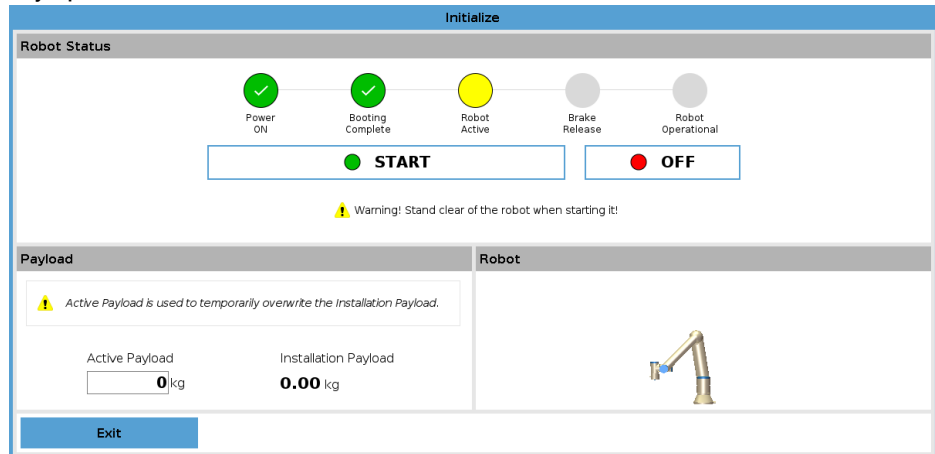 Initialize
Robot Status
Power
ON
Booting
Complete
Robot
Active
Brake
Release
Robot
Operational
START
OFF
Warning! Stand clear of the robot when starting it!
Payload
Robot
Active Payload is used to temporarily overwrite the Installation Payload.
Active Payload
Installation Payload
0 kg
0.00 kg
Exit